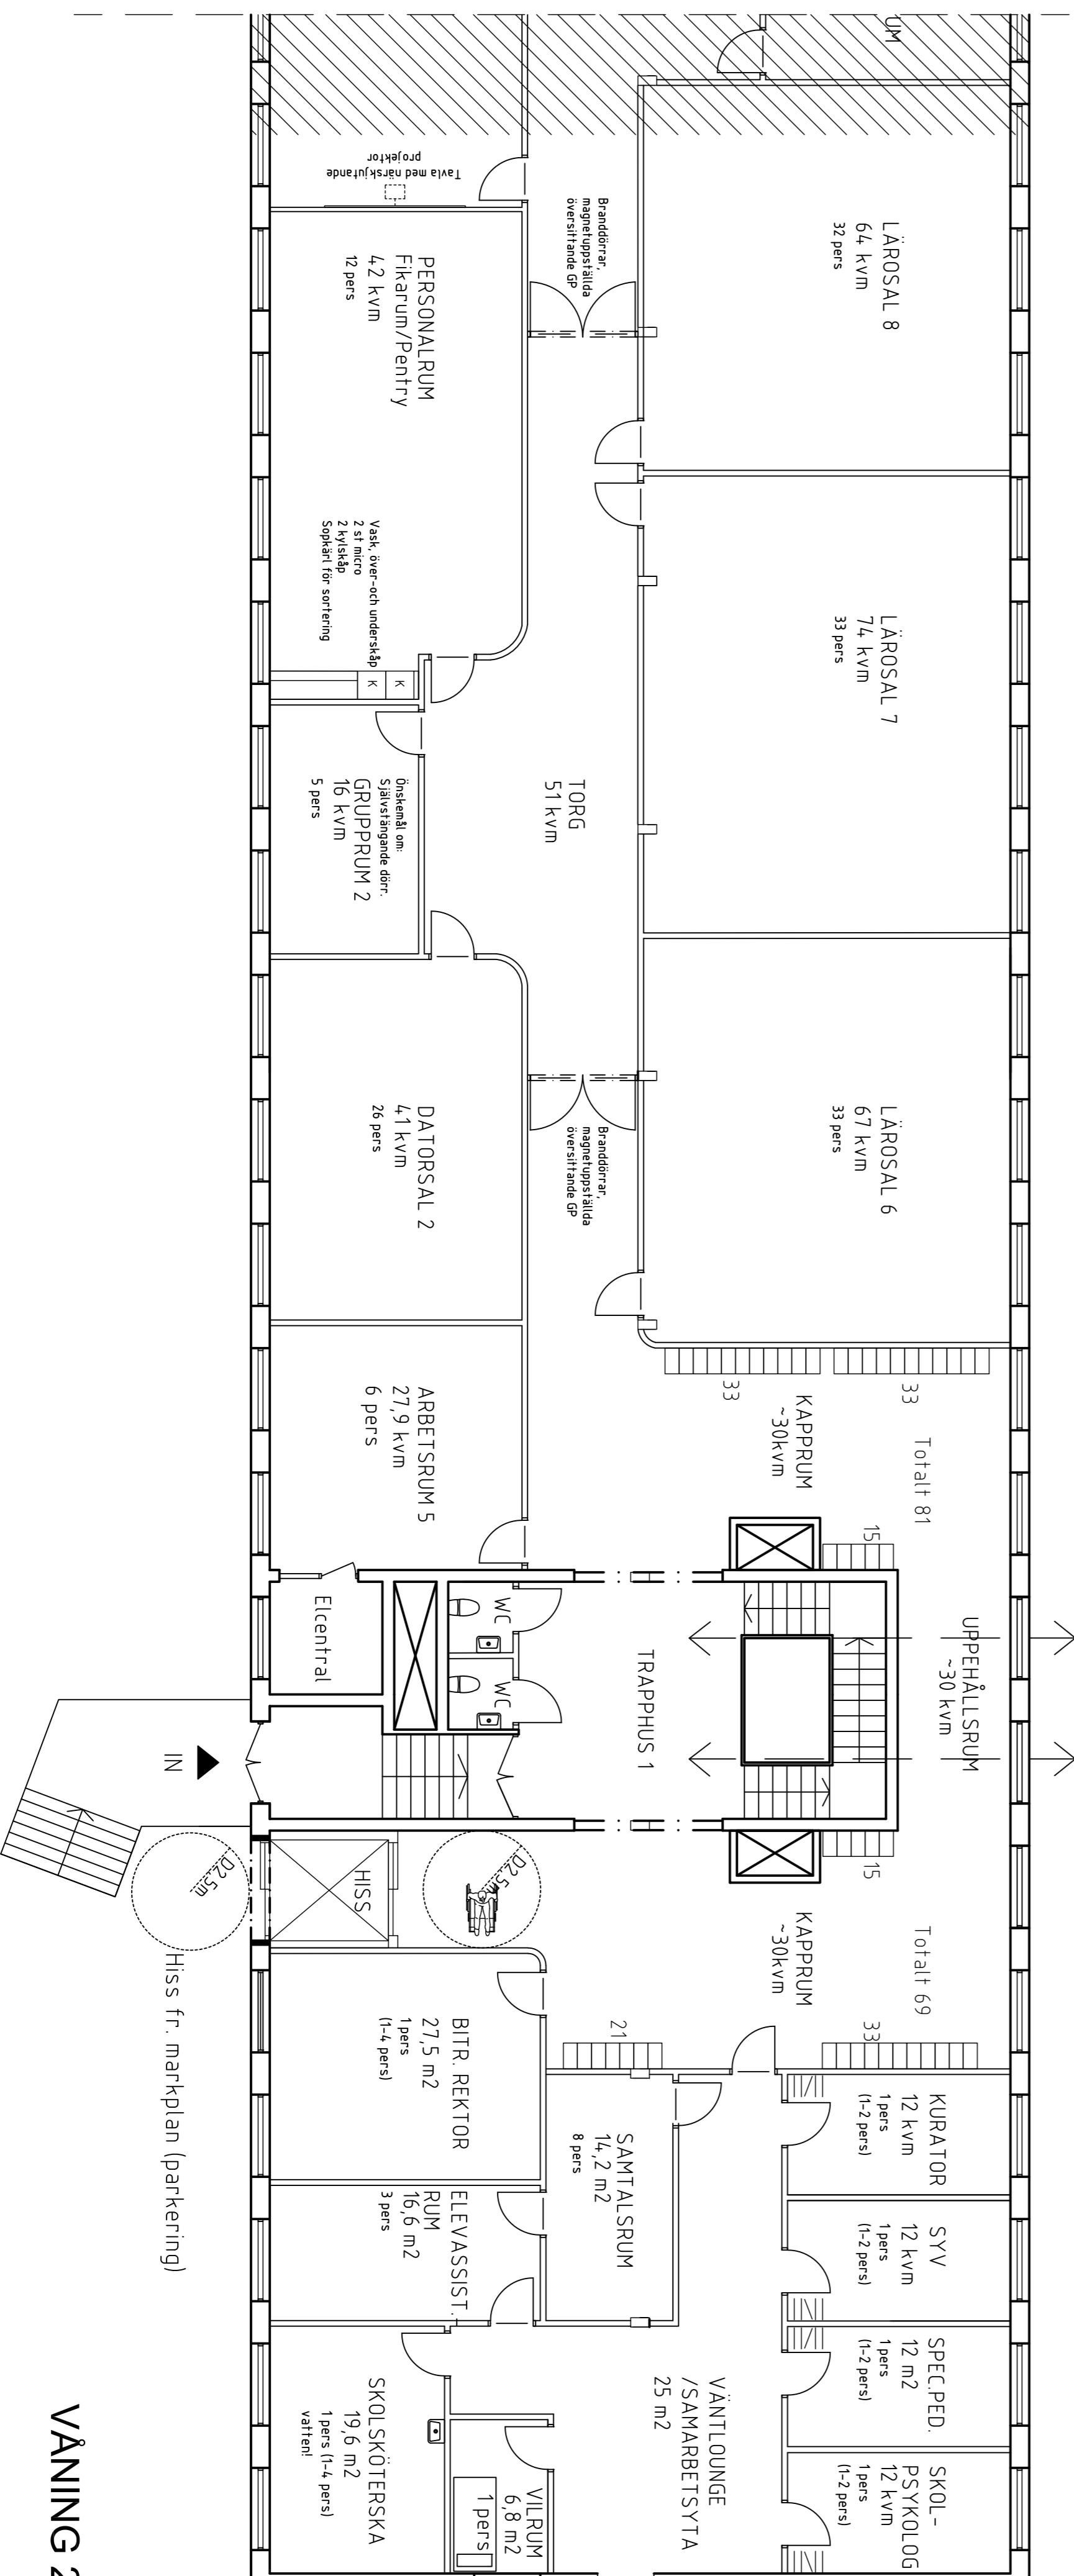 UM
LÄROSAL 8
64 kvm
32 pers
LÄROSAL 7
74 kvm
33 pers
LÄROSAL 6
67 kvm
33 pers
Tavla med närskjutande
projektor
Branddörrar,
magnetuppställda
översittande GP
PERSONALRUM
Fikarum/Pentry
42 kvm
12 pers
Vask, över-och underskåp
2 st micro
2 kylskåp
Sopkärl för sortering
K
K
TORG
51 kvm
Önskemål om:
Självstängande dörr.
GRUPPRUM 2
16 kvm
5 pers
Branddörrar,
magnetuppställda
översittande GP
DATORSAL 2
41 kvm
26 pers
ARBETSRUM 5
27,9 kvm
6 pers
33
33
KAPPRUM
~30kvm
Totalt 81
15
UPPEHÅLLSRUM
~30 kvm
TRAPPHUS 1
WC
WC
Elcentral
IN
HISS
D2.5m
D2.5m
Hiss fr. markplan (parkering)
15
KAPPRUM
~30kvm
Totalt 69
33
21
BITR. REKTOR
27,5 m2
1 pers
(1-4 pers)
SAMTALSRUM
14,2 m2
8 pers
ELEVASSIST.
RUM
16,6 m2
3 pers
KURATOR
12 kvm
1 pers
(1-2 pers)
SYV
12 kvm
1 pers
(1-2 pers)
SPEC.PED.
12 m2
1 pers
(1-2 pers)
SKOL-
PSYKOLOG
12 kvm
1 pers
(1-2 pers)
VÄNTLOUNGE
/SAMARBETSYTA
25 m2
SKOLSKÖTERSKA
19,6 m2
1 pers (1-4 pers)
vatten!
VILRUM
6,8 m2
1 pers
VÅNING 2